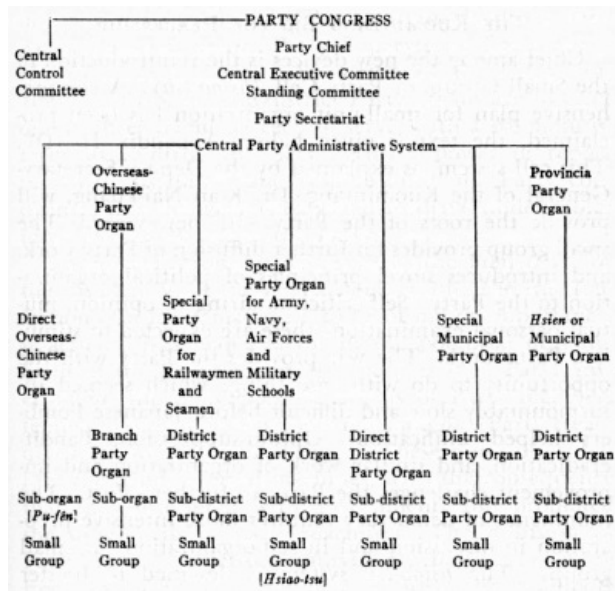 PARTY CONGRESS
Central
Control
Committee
Party Chief
Central Executive Committee
Standing Committee
Party Secretariat
Central Party Administrative System
Overseas-
Chinese
Party
Organ
Provincia
Party
Organ
Direct
Overseas-
Chinese
Party
Organ
Special
Party
Organ
for
Railwaymen
and
Seamen
Special
Party Organ
for Army,
Navy,
Air Forces
and
Military
Schools
Special
Municipal
Party Organ
Hsien or
Municipal
Party Organ
Branch
Party
Organ
District
Party Organ
District
Party Organ
Direct
District
Party Organ
District
Party Organ
District
Party Organ
Sub-organ
[Pu-fên]
Sub-organ
Sub-district
Party Organ
Sub-district
Party Organ
Sub-district
Party Organ
Sub-district
Party Organ
Sub-district
Party Organ
Small
Group
Small
Group
Small
Group
Small
Group
[Hsiao-tsu]
Small
Group
Small
Group
Small
Group